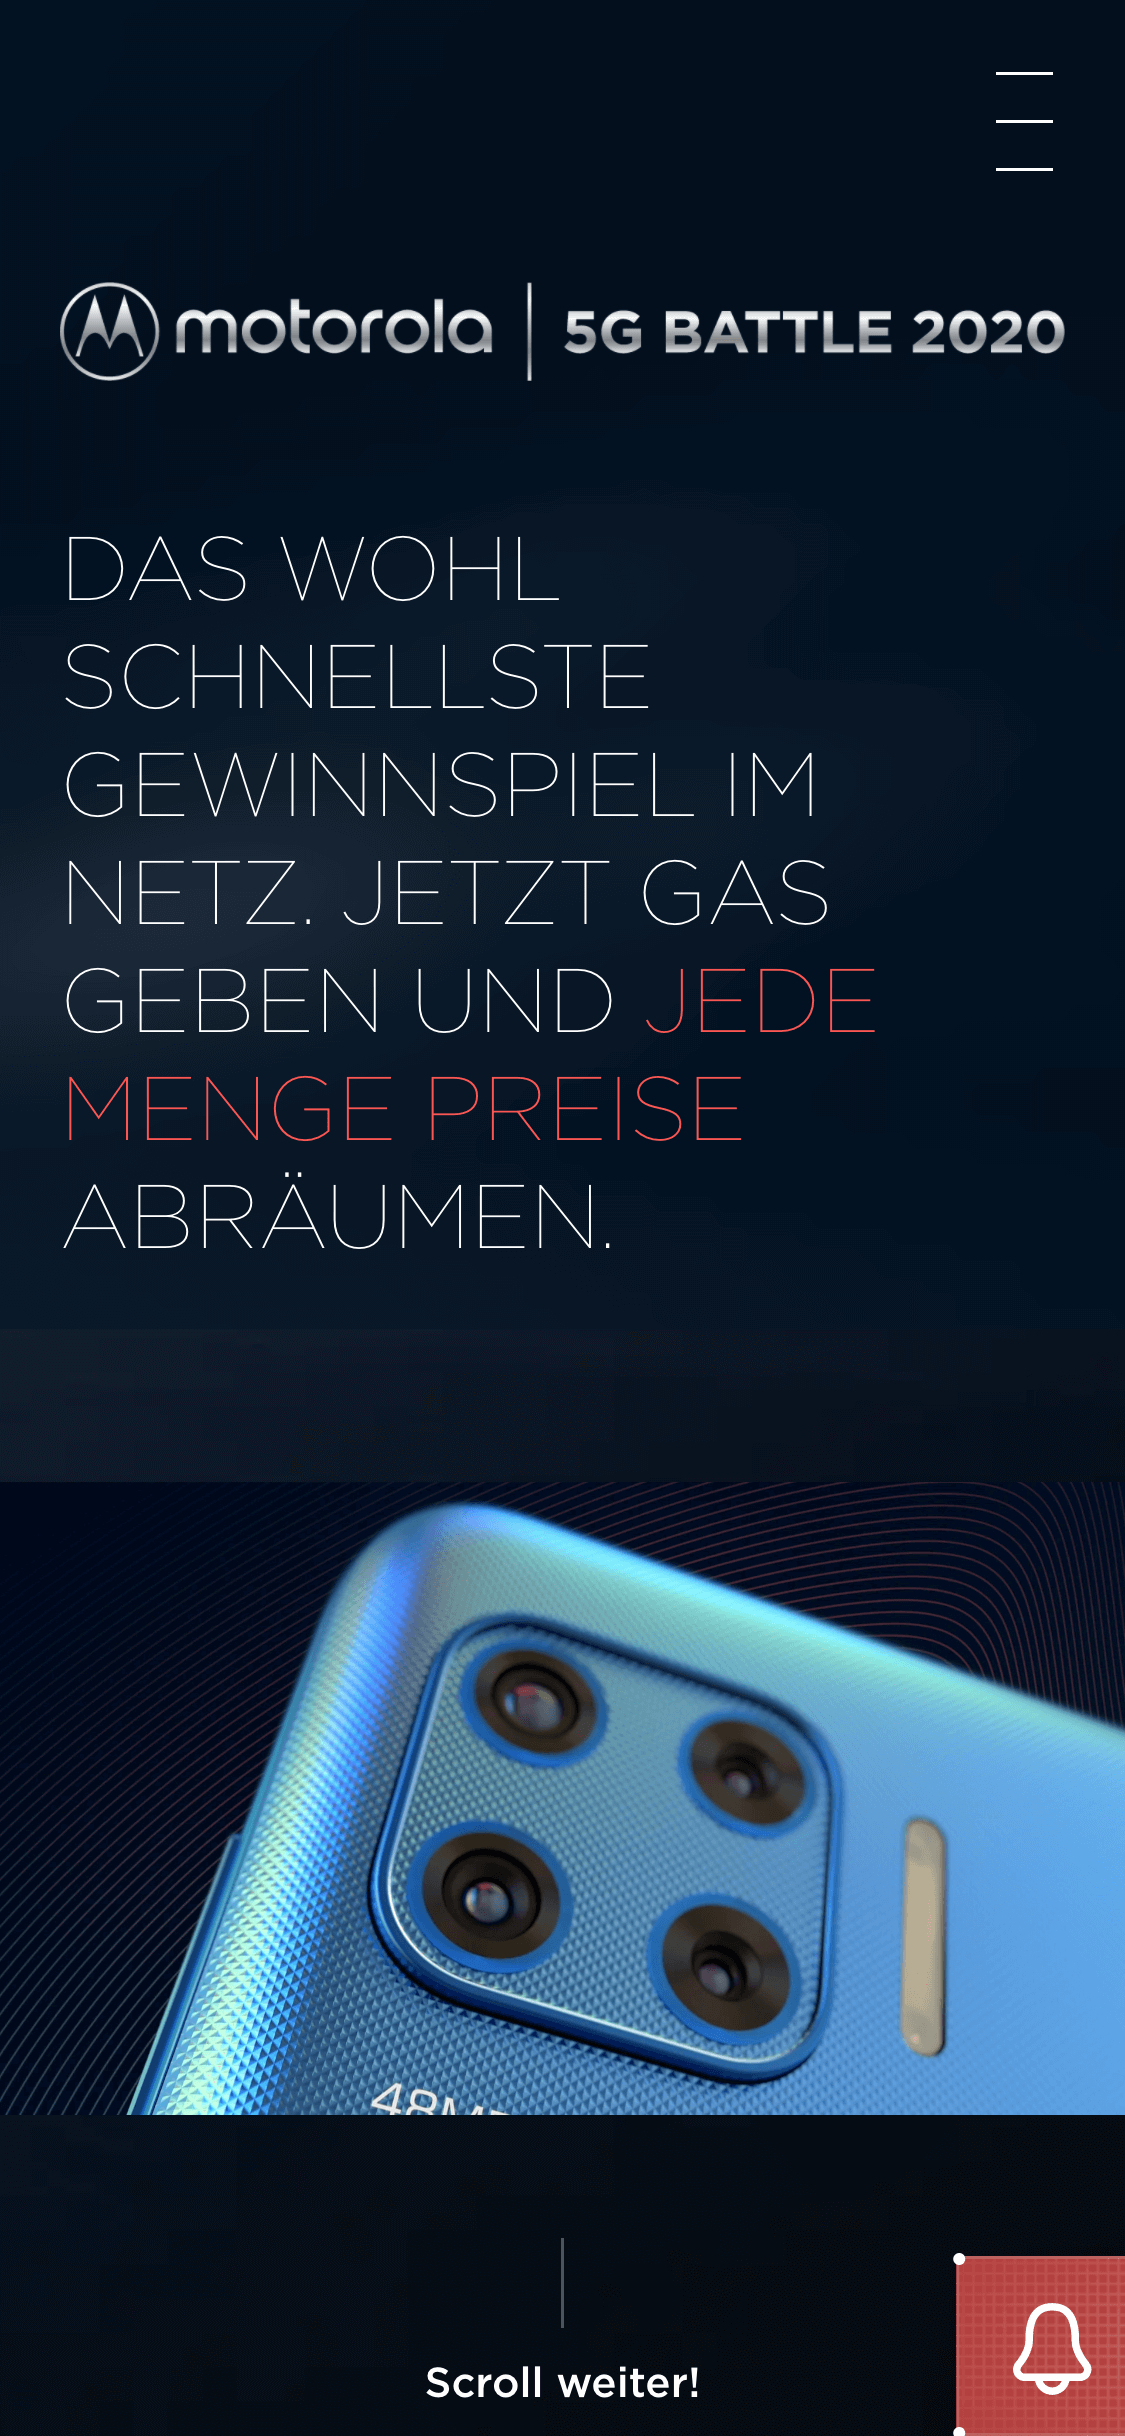 motorola | 5G BATTLE 2020
DAS WOHL
SCHNELLSTE
GEWINNSPIEL IM
NETZ. JETZT GAS
GEBEN UND JEDE
MENGE PREISE
ABRÄUMEN.
Scroll weiter!